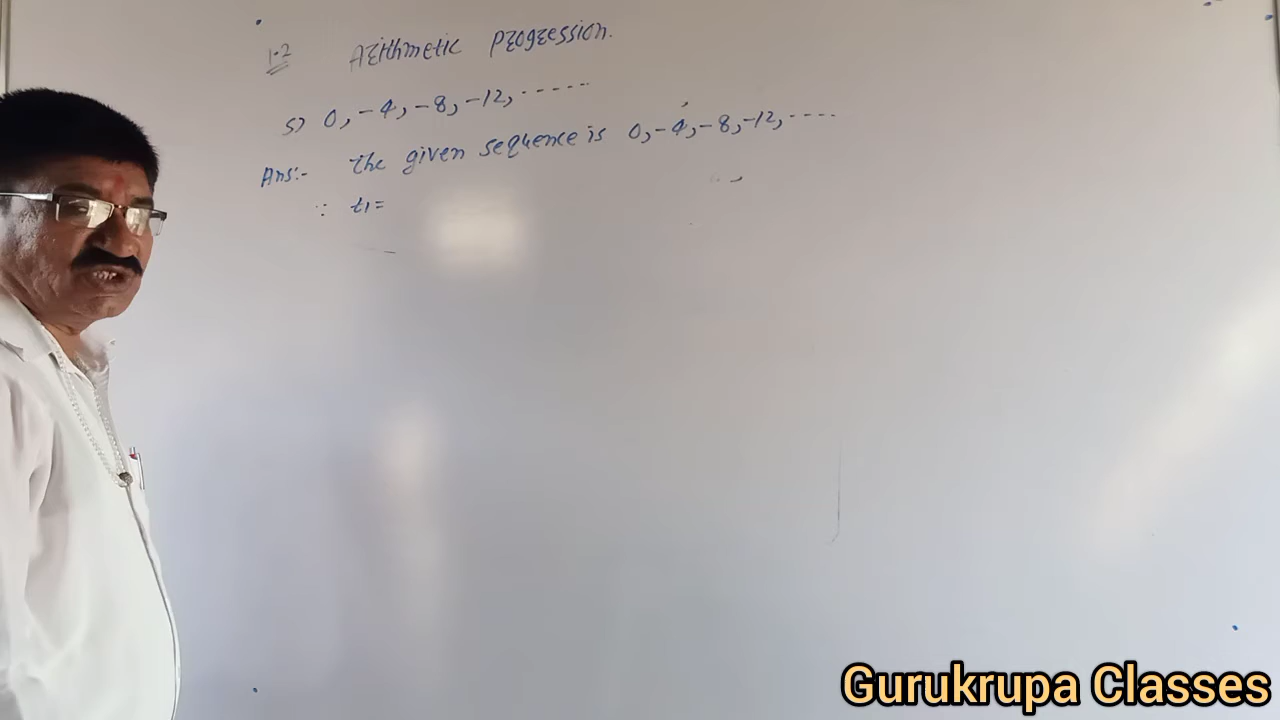 1.2 Arithmetic progression.
5) 0, -4, -8, -12, ......
Ans:- The given sequence is 0, -4, -8, -12, ....
∵ t1 =
Gurukrupa Classes